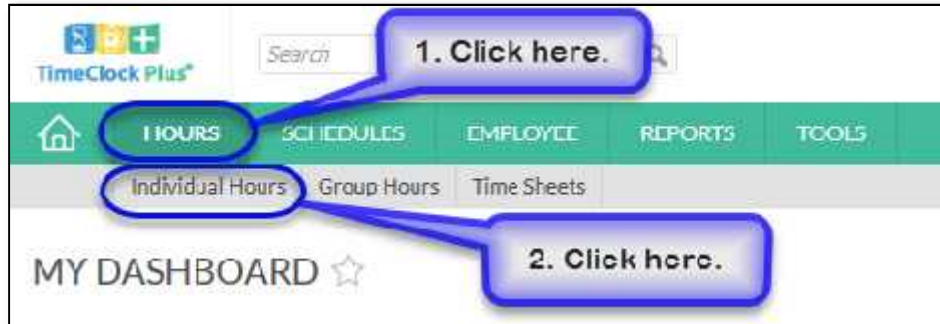 TimeClock Plus®
Search
1. Click here.
HOURS SCHEDULES EMPLOYEE REPORTS TOOLS
Individual Hours Group Hours Time Sheets
MY DASHBOARD
2. Click here.